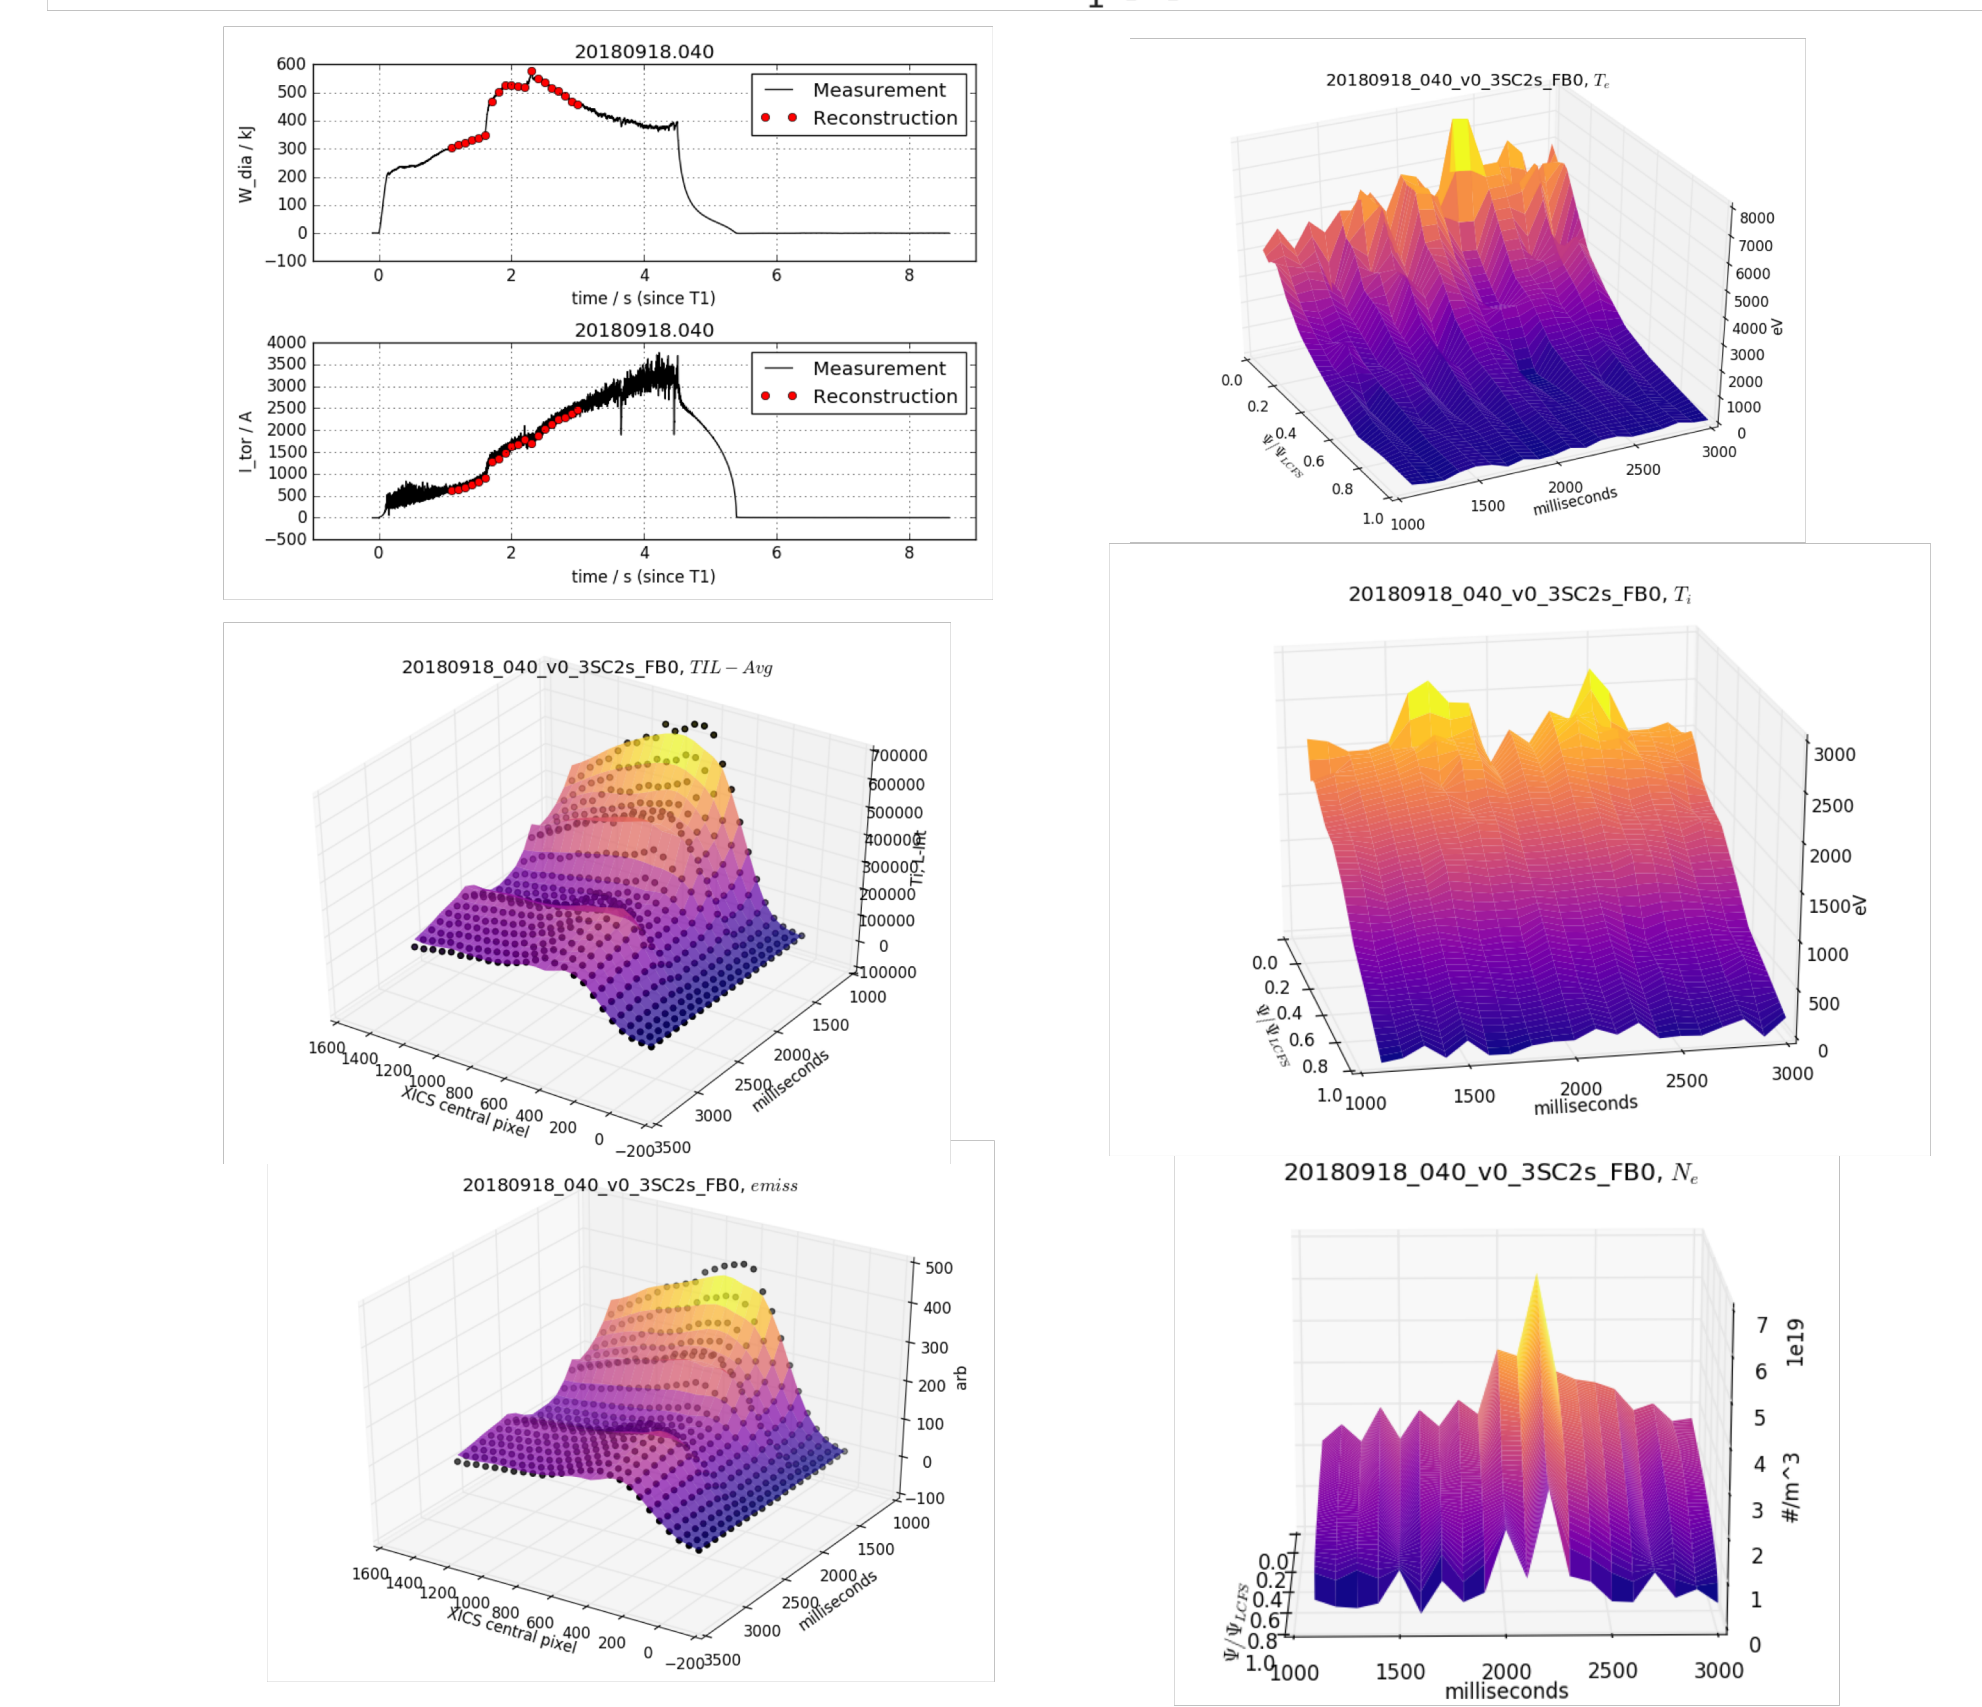 20180918.040
600
500
400
300
200
100
0
−100
W_dia / kJ
Measurement
Reconstruction
0 2 4 6 8
time / s (since T1)
20180918.040
4000
3500
3000
2500
2000
1500
1000
500
0
−500
I_tor / A
Measurement
Reconstruction
0 2 4 6 8
time / s (since T1)
20180918_040_v0_3SC2s_FB0, Te
8000
7000
6000
5000
4000
3000
2000
1000
0
eV
0.0
0.2
0.4
0.6
0.8
1.0
Ψ/ΨLCFS
1000 1500 2000 2500 3000
milliseconds
20180918_040_v0_3SC2s_FB0, Ti
3000
2500
2000
1500
1000
500
0
eV
0.0
0.2
0.4
0.6
0.8
1.0
Ψ/ΨLCFS
1000 1500 2000 2500 3000
milliseconds
20180918_040_v0_3SC2s_FB0, TIL − Avg
700000
600000
500000
400000
300000
200000
100000
0
−100000
Ti, L-Int
1000
1500
2000
2500
3000
3500
milliseconds
1600 1400 1200 1000 800 600 400 200 0 −200
XICS central pixel
20180918_040_v0_3SC2s_FB0, emiss
500
400
300
200
100
0
−100
arb
1000
1500
2000
2500
3000
3500
milliseconds
1600 1400 1200 1000 800 600 400 200 0 −200
XICS central pixel
20180918_040_v0_3SC2s_FB0, Ne
1e19
7
6
5
4
3
2
1
0
#/m^3
0.0
0.2
0.4
0.6
0.8
1.0
Ψ/ΨLCFS
1000 1500 2000 2500 3000
milliseconds